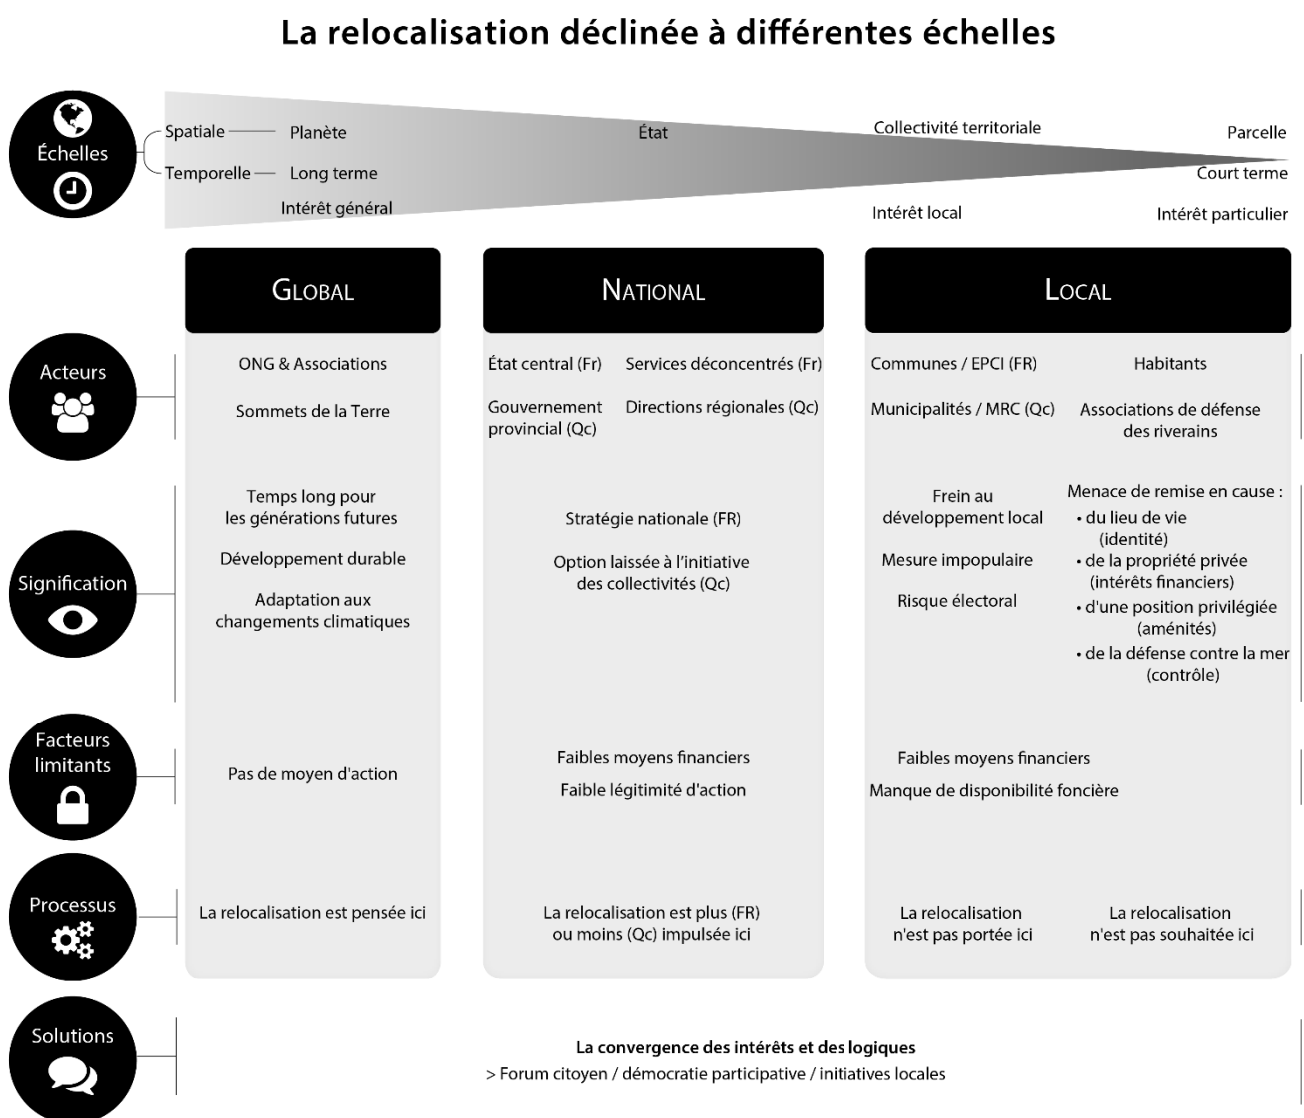 La relocalisation déclinée à différentes échelles
Échelles
Spatiale
Planète
État
Collectivité territoriale
Parcelle
Temporelle
Long terme
Court terme
Intérêt général
Intérêt local
Intérêt particulier
GLOBAL
NATIONAL
LOCAL
Acteurs
ONG & Associations
Sommets de la Terre
État central (Fr)
Services déconcentrés (Fr)
Gouvernement
provincial (Qc)
Directions régionales (Qc)
Communes / EPCI (FR)
Municipalités / MRC (Qc)
Habitants
Associations de défense
des riverains
Signification
Temps long pour
les générations futures
Développement durable
Adaptation aux
changements climatiques
Stratégie nationale (FR)
Option laissée à l'initiative
des collectivités (Qc)
Frein au
développement local
Mesure impopulaire
Risque électoral
Menace de remise en cause :
• du lieu de vie
(identité)
• de la propriété privée
(intérêts financiers)
• d'une position privilégiée
(aménités)
• de la défense contre la mer
(contrôle)
Facteurs
limitants
Pas de moyen d'action
Faibles moyens financiers
Faible légitimité d'action
Faibles moyens financiers
Manque de disponibilité foncière
Processus
La relocalisation est pensée ici
La relocalisation est plus (FR)
ou moins (Qc) impulsée ici
La relocalisation
n'est pas portée ici
La relocalisation
n'est pas souhaitée ici
Solutions
La convergence des intérêts et des logiques
> Forum citoyen / démocratie participative / initiatives locales